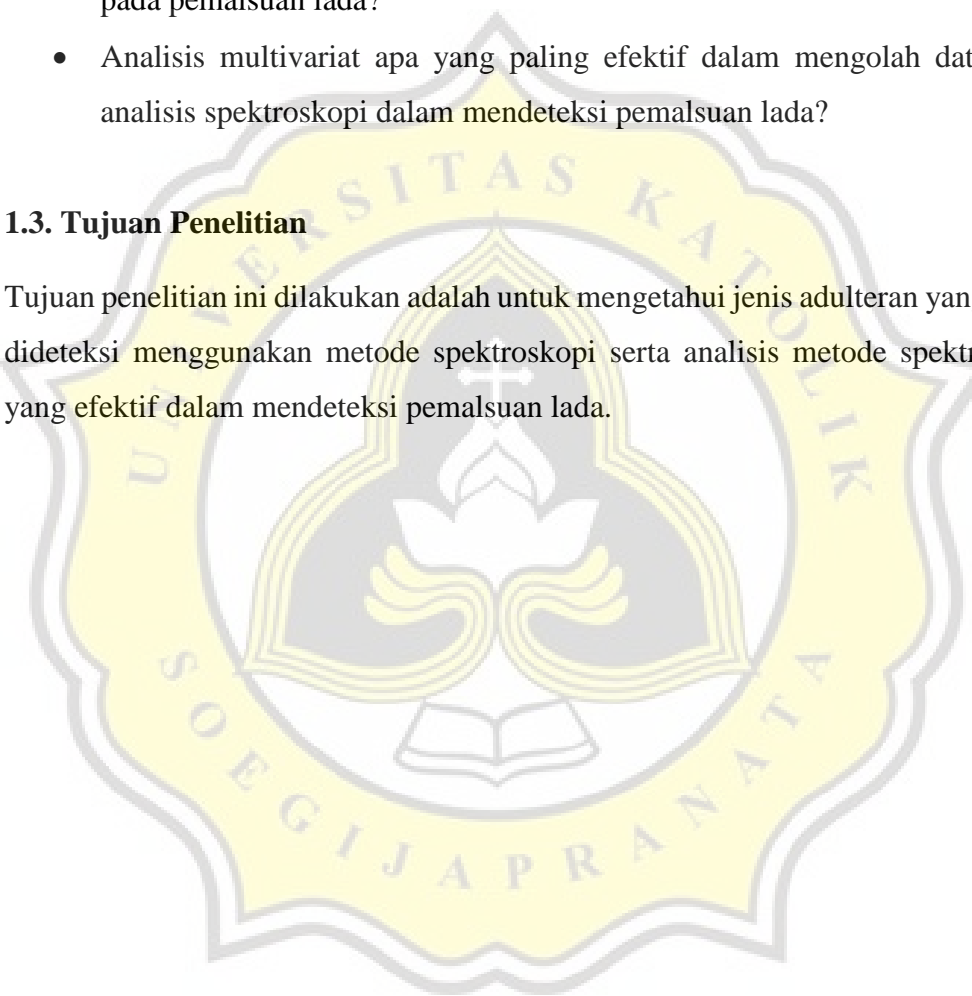 pada pemalsuan lada?
• Analisis multivariat apa yang paling efektif dalam mengolah dat
analisis spektroskopi dalam mendeteksi pemalsuan lada?
1.3. Tujuan Penelitian
Tujuan penelitian ini dilakukan adalah untuk mengetahui jenis adulteran yan
dideteksi menggunakan metode spektroskopi serta analisis metode spektr
yang efektif dalam mendeteksi pemalsuan lada.
UNIVERSITAS KATOLIK
SOEGIJAPRANATA